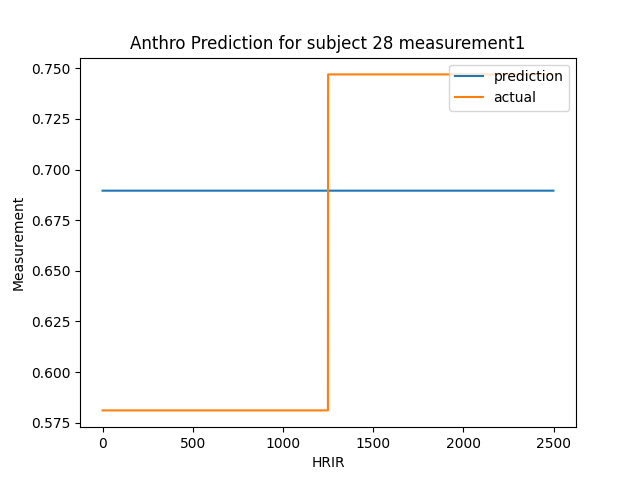 Anthro Prediction for subject 28 measurement1
prediction
actual
Measurement
0.750
0.725
0.700
0.675
0.650
0.625
0.600
0.575
0 500 1000 1500 2000 2500
HRIR